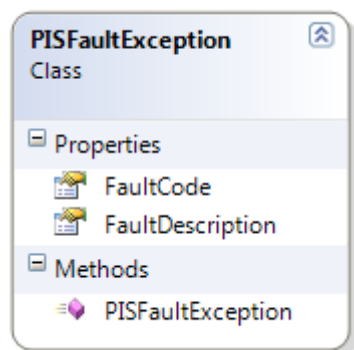 PISFaultException
Class
Properties
FaultCode
FaultDescription
Methods
PISFaultException